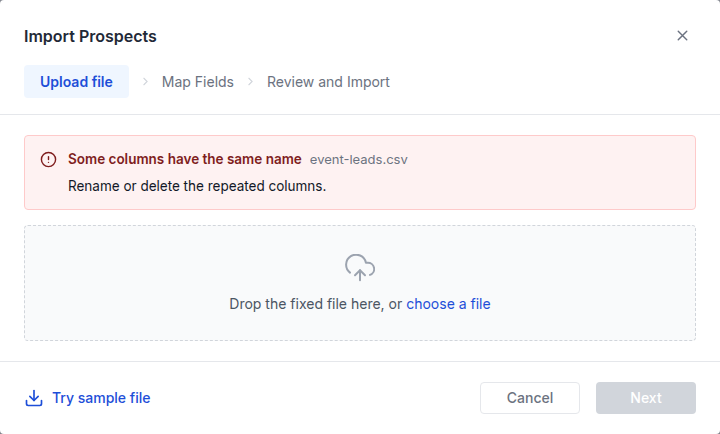 Import Prospects
Upload file
Map Fields
Review and Import
Some columns have the same name event-leads.csv
Rename or delete the repeated columns.
Drop the fixed file here, or choose a file
Try sample file
Cancel
Next